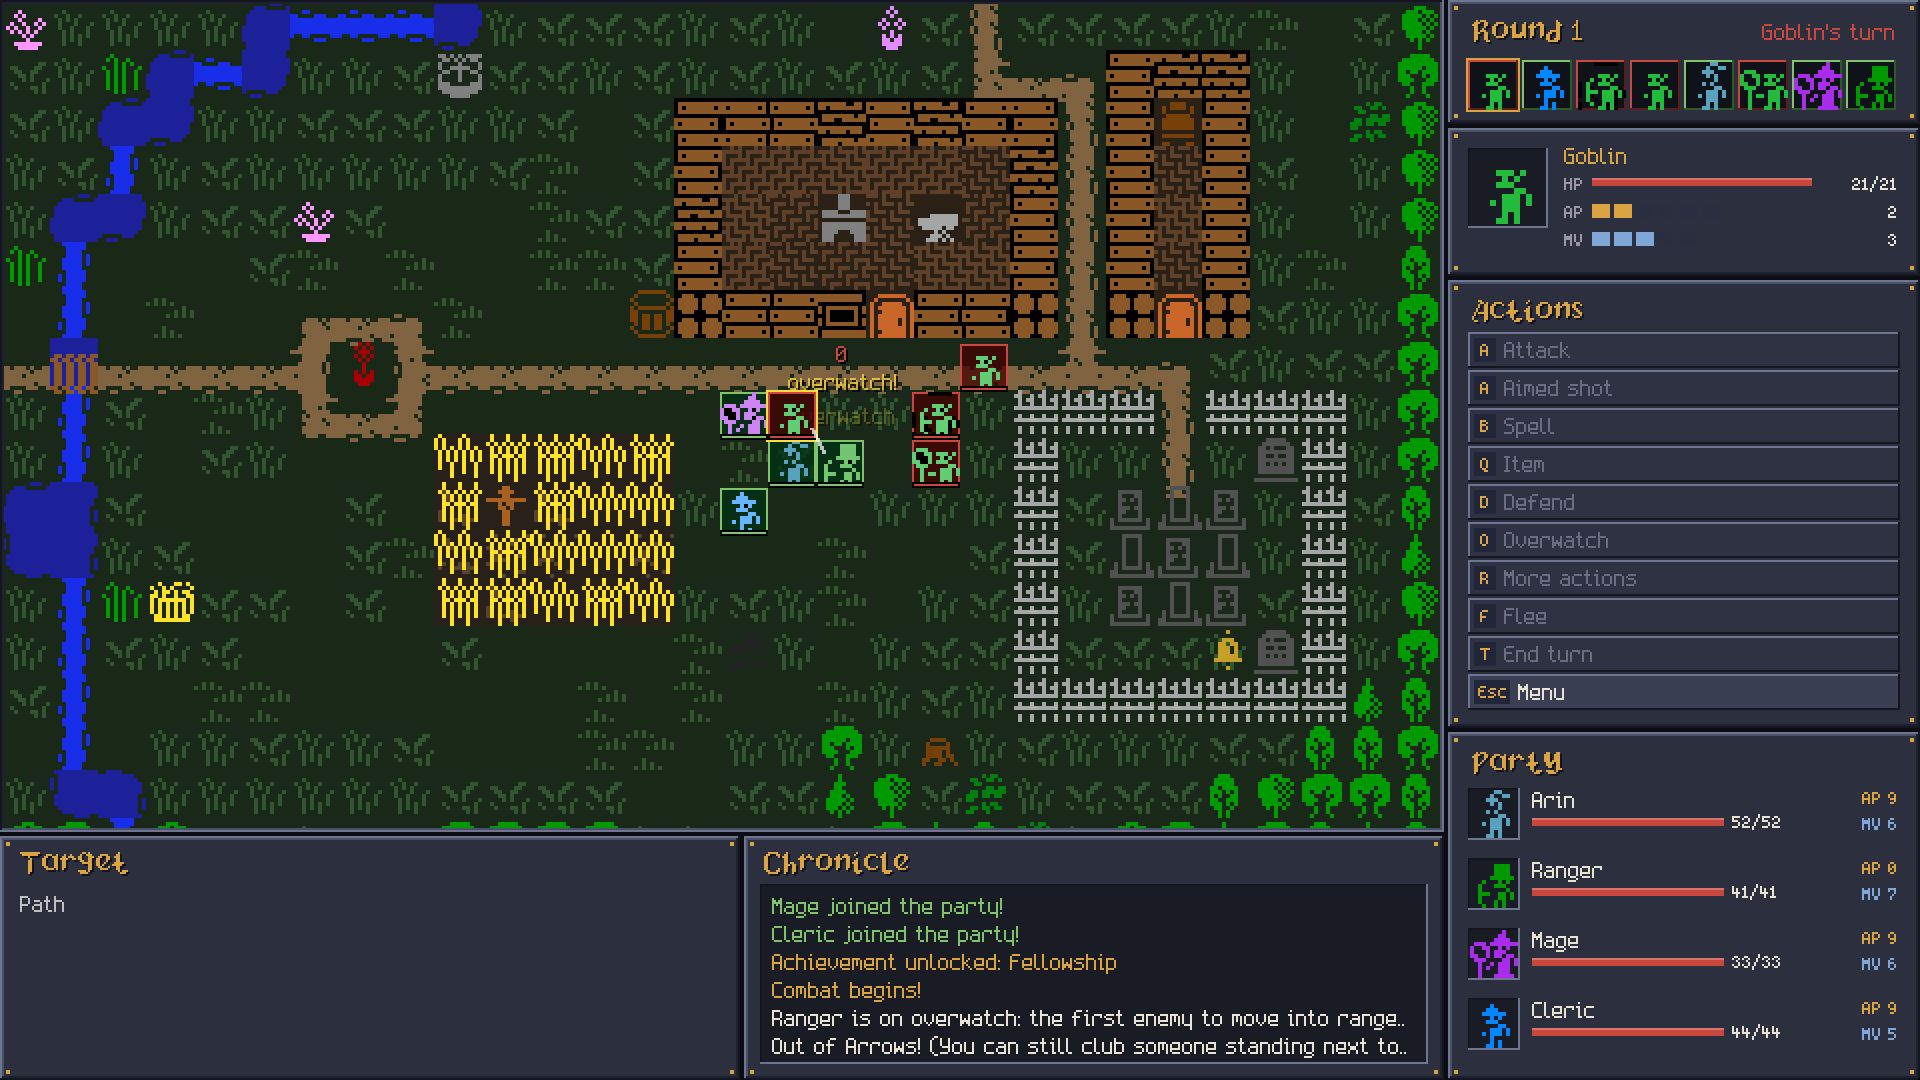 Round 1
Goblin's turn
Goblin
HP 21/21
AP 2
MV 3
0
overwatch!
erwatch
Actions
A Attack
A Aimed shot
B Spell
Q Item
D Defend
O Overwatch
R More actions
F Flee
T End turn
Esc Menu
Party
Arin AP 9
52/52 MV 6
Ranger AP 0
41/41 MV 7
Mage AP 9
33/33 MV 6
Cleric AP 9
44/44 MV 5
Target
Path
Chronicle
Mage joined the party!
Cleric joined the party!
Achievement unlocked: Fellowship
Combat begins!
Ranger is on overwatch: the first enemy to move into range..
Out of Arrows! (You can still club someone standing next to..